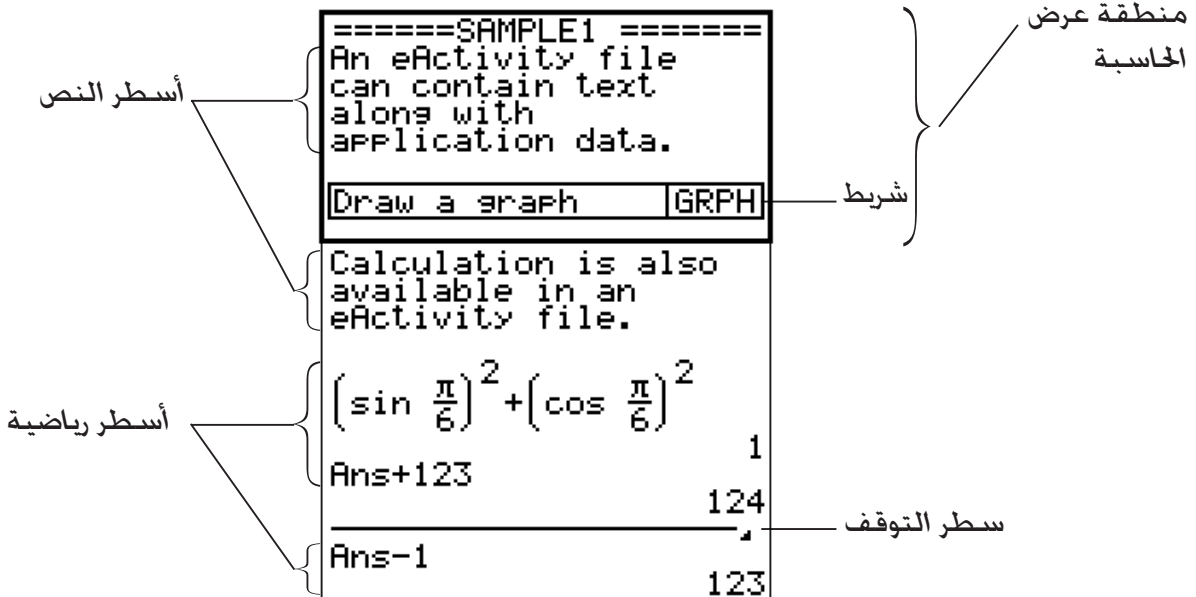 منطقة عرض
الحاسبة
======SAMPLE1 =======
An eActivity file
can contain text
along with
application data.
أسطر النص
Draw a graph GRPH
شريط
Calculation is also
available in an
eActivity file.
(sin π/6)²+(cos π/6)²
1
أسطر رياضية
Ans+123
124
سطر التوقف
Ans-1
123